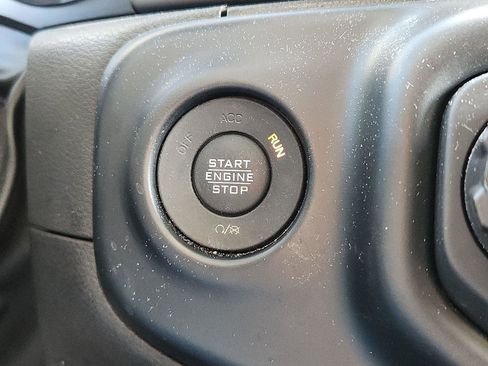 OFF
ACC
RUN
START
ENGINE
STOP